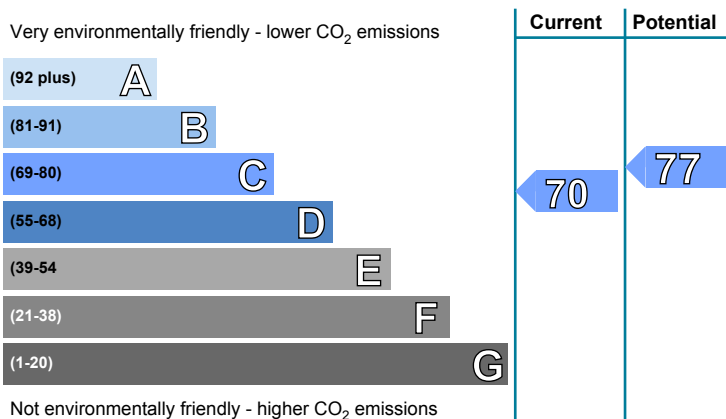 Current Potential
Very environmentally friendly - lower CO2 emissions
(92 plus) A
(81-91) B
(69-80) C
77
70
(55-68) D
(39-54 E
(21-38) F
(1-20) G
Not environmentally friendly - higher CO2 emissions